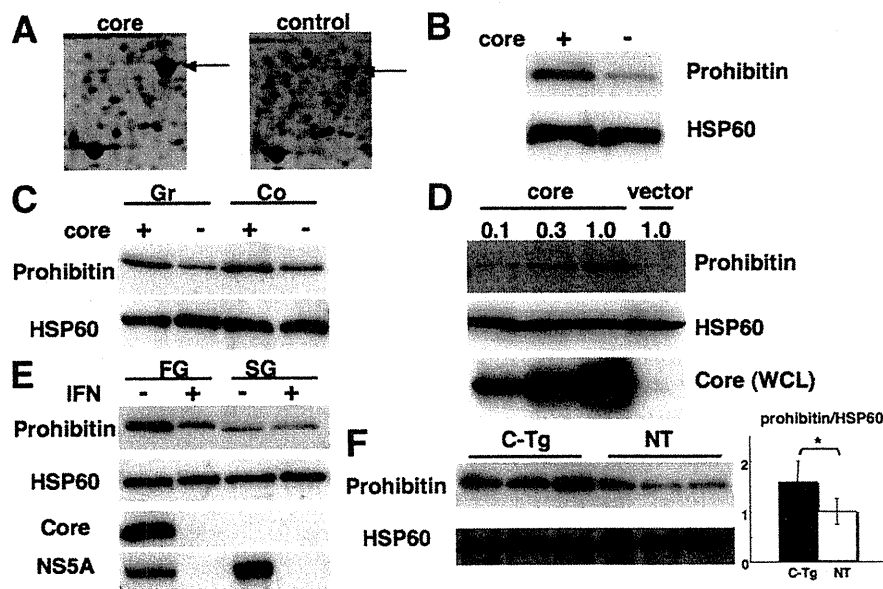 A
core
control
B
core + -
Prohibitin
HSP60
C
Gr Co
core + - + -
Prohibitin
HSP60
D
core vector
0.1 0.3 1.0 1.0
Prohibitin
HSP60
Core (WCL)
E
FG SG
IFN - + - +
Prohibitin
HSP60
Core
NS5A
F
C-Tg NT
Prohibitin
HSP60
prohibitin/HSP60
*
2
1
0
C-Tg NT